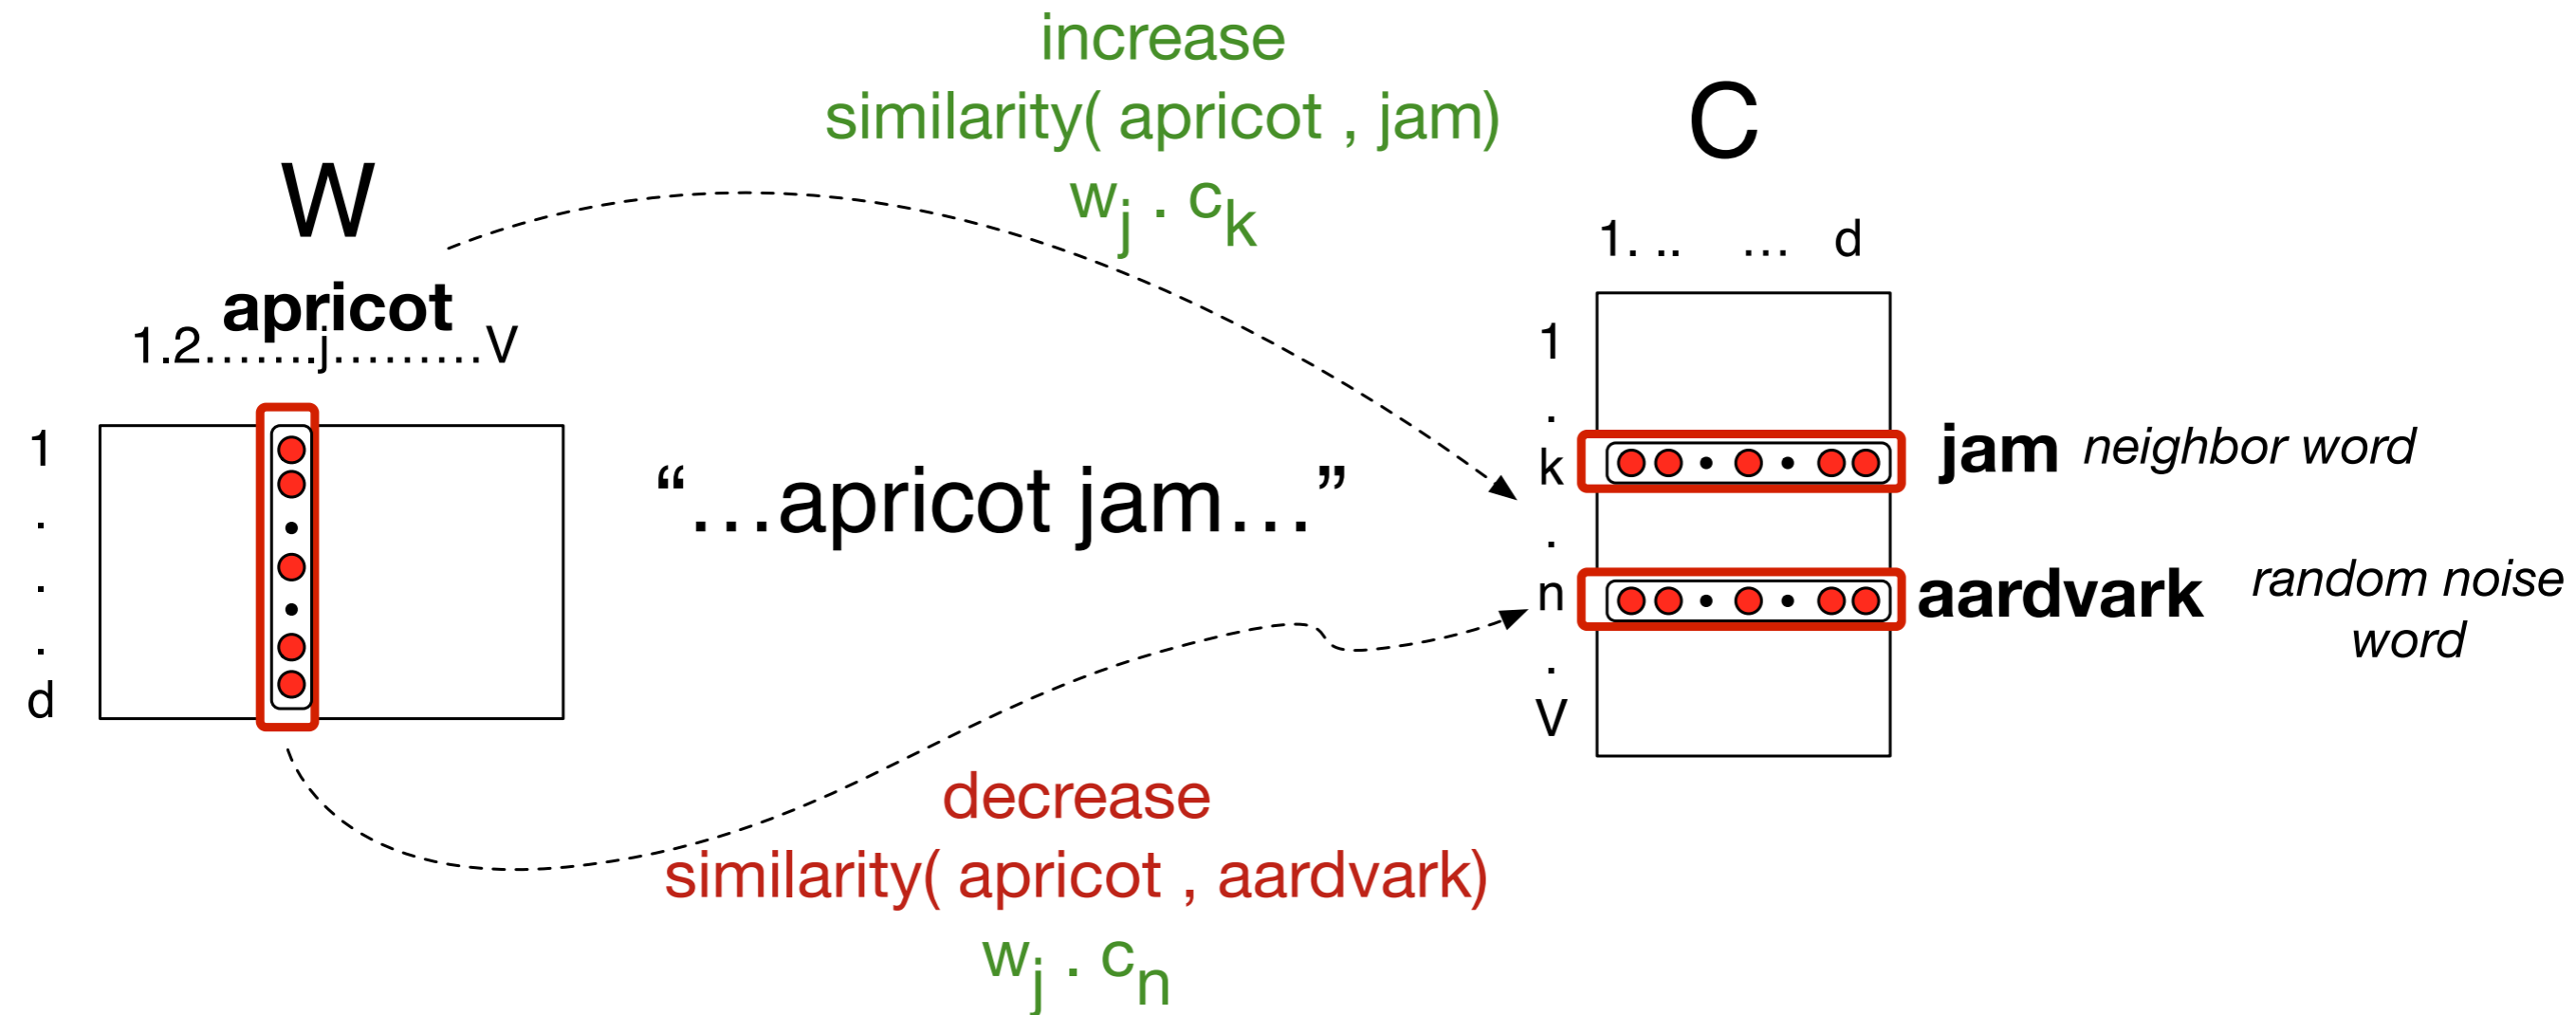 increase
similarity( apricot , jam)
wj . ck
W
apricot
1.2.......j.........V
1
.
.
.
d
“...apricot jam...”
C
1. .. ... d
1
.
k
.
n
.
V
jam neighbor word
aardvark random noise
word
decrease
similarity( apricot , aardvark)
wj . cn